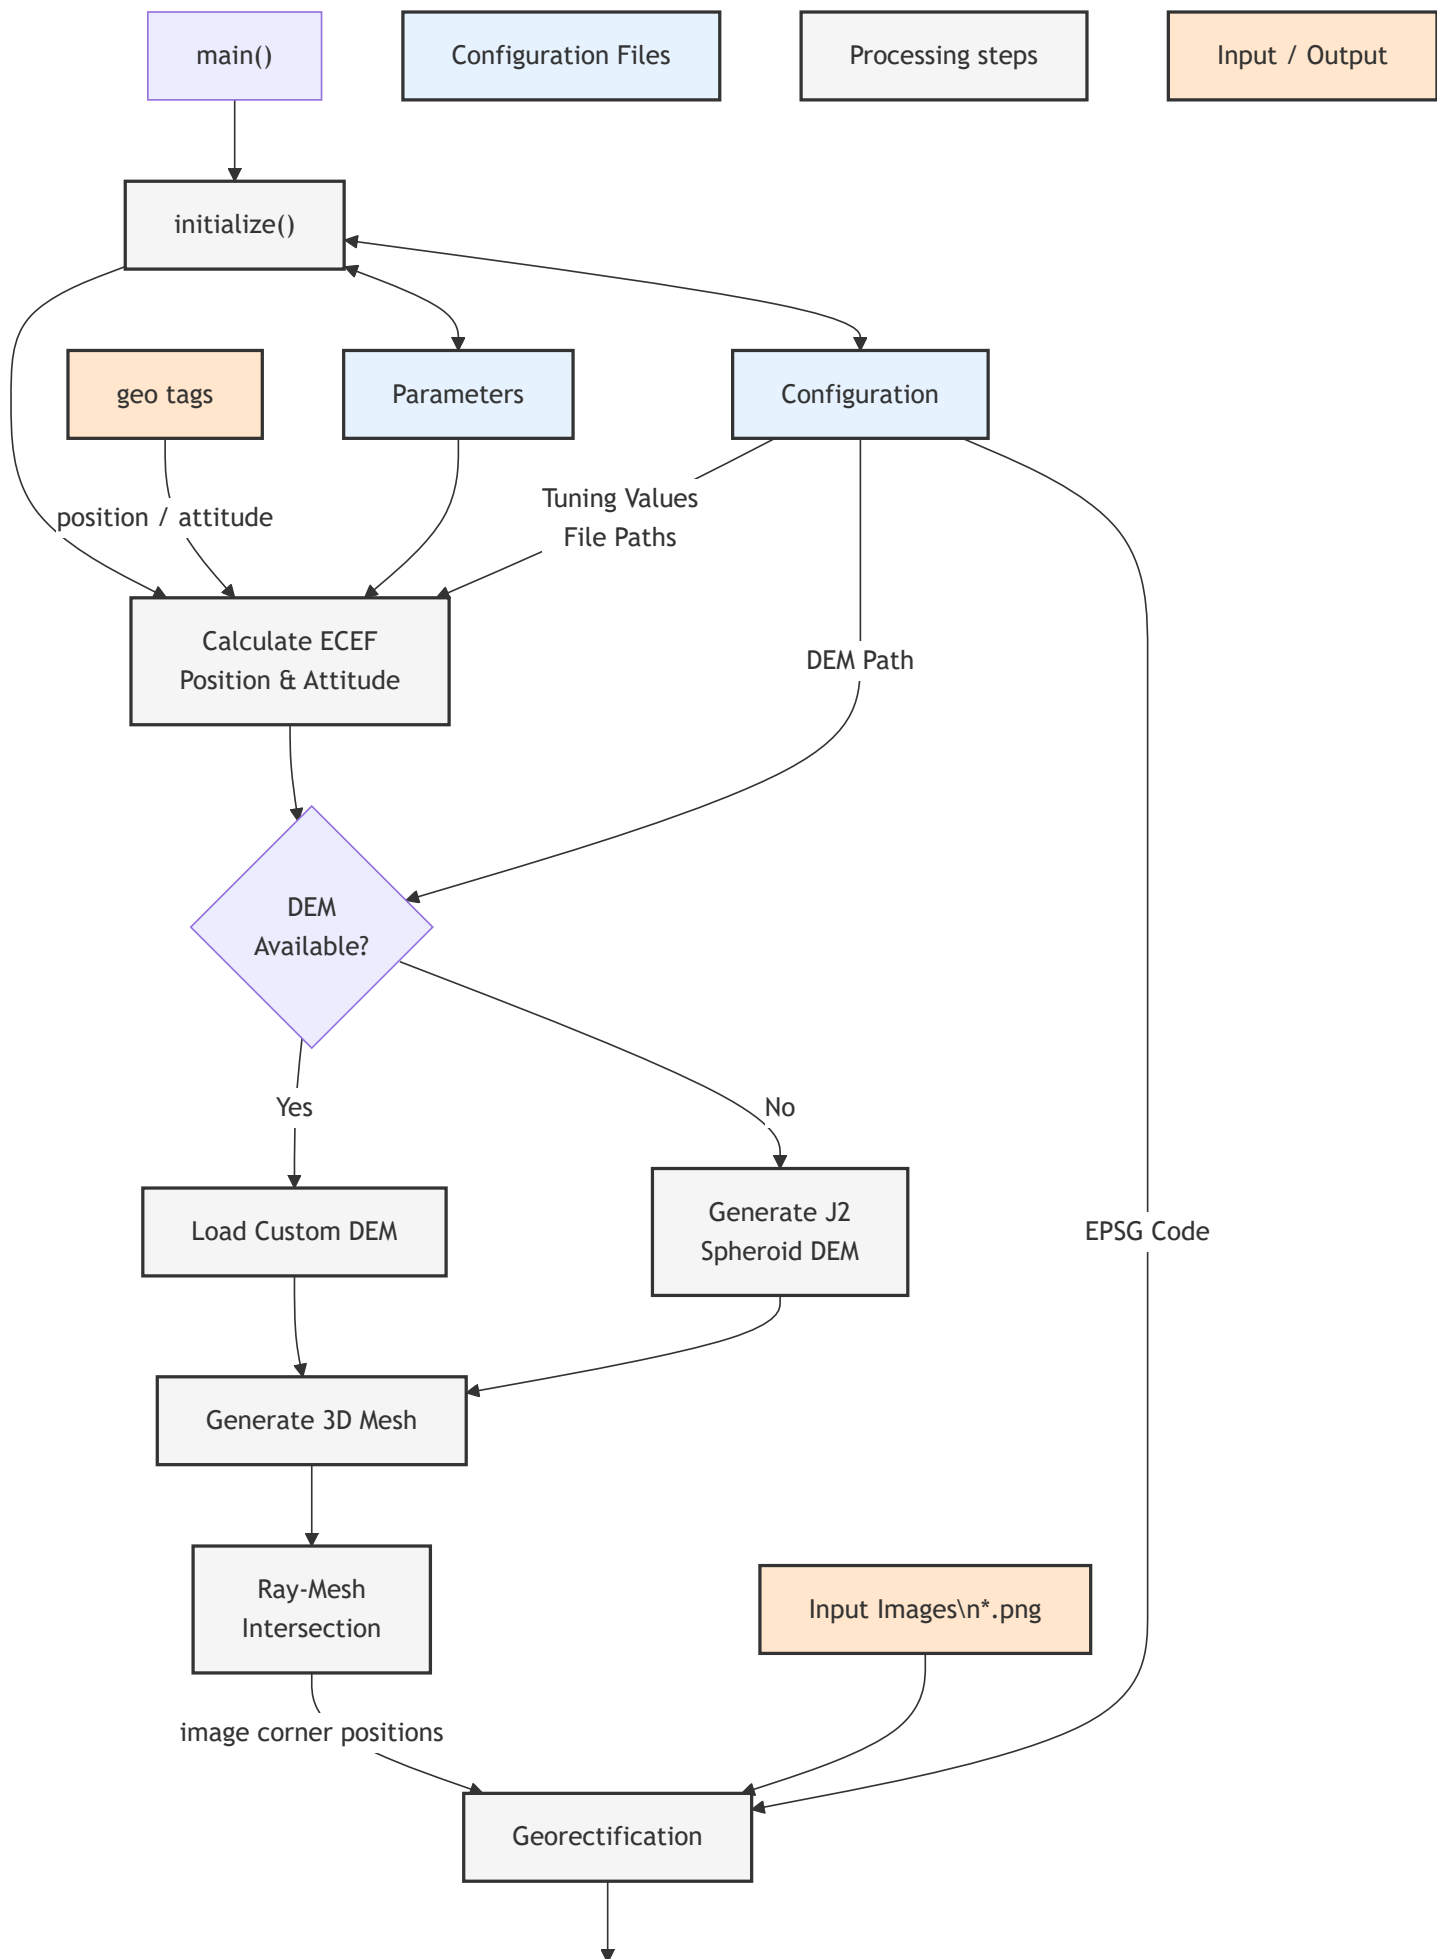 main()
Configuration Files
Processing steps
Input / Output
initialize()
geo tags
Parameters
Configuration
position / attitude
Tuning Values
File Paths
Calculate ECEF
Position & Attitude
DEM Path
DEM
Available?
Yes
No
Load Custom DEM
Generate J2
Spheroid DEM
EPSG Code
Generate 3D Mesh
Ray-Mesh
Intersection
Input Images\n*.png
image corner positions
Georectification